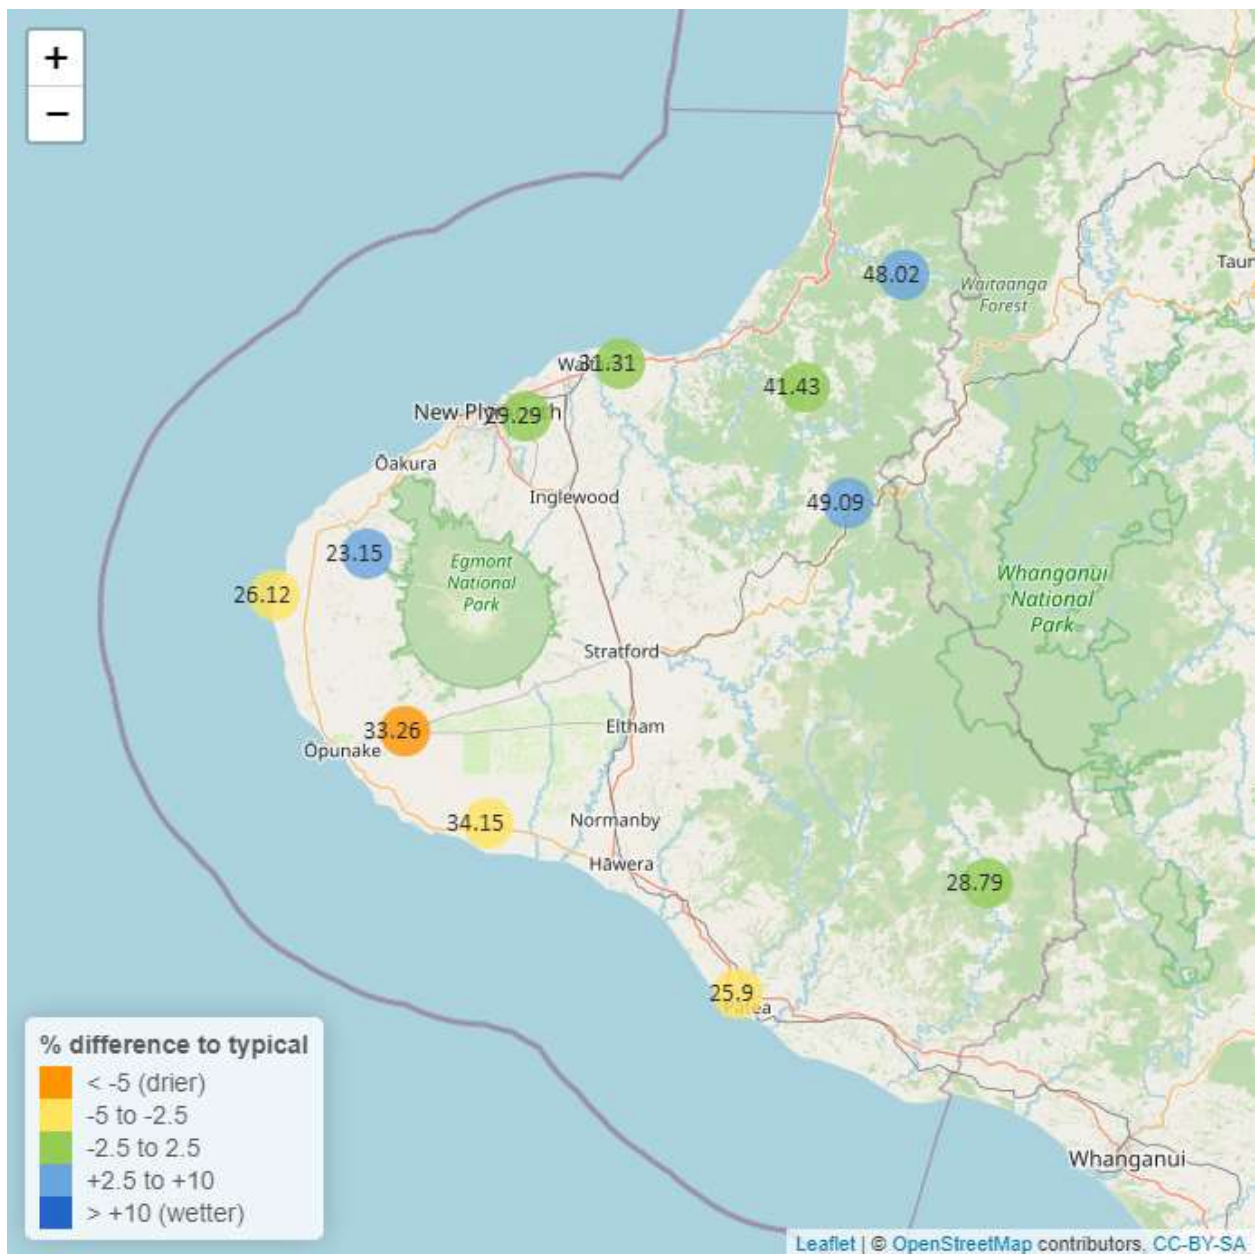 +
−
48.02
Taun
Waitaanga
Forest
31.31
41.43
New Ply
29.29
h
Ōakura
Inglewood
49.09
23.15
Egmont
National
Park
26.12
Whanganui
National
Park
Stratford
33.26
Eltham
Ōpunake
34.15
Normanby
Hāwera
28.79
25.9
% difference to typical
< -5 (drier)
-5 to -2.5
-2.5 to 2.5
+2.5 to +10
> +10 (wetter)
Whanganui
Leaflet | © OpenStreetMap contributors, CC-BY-SA